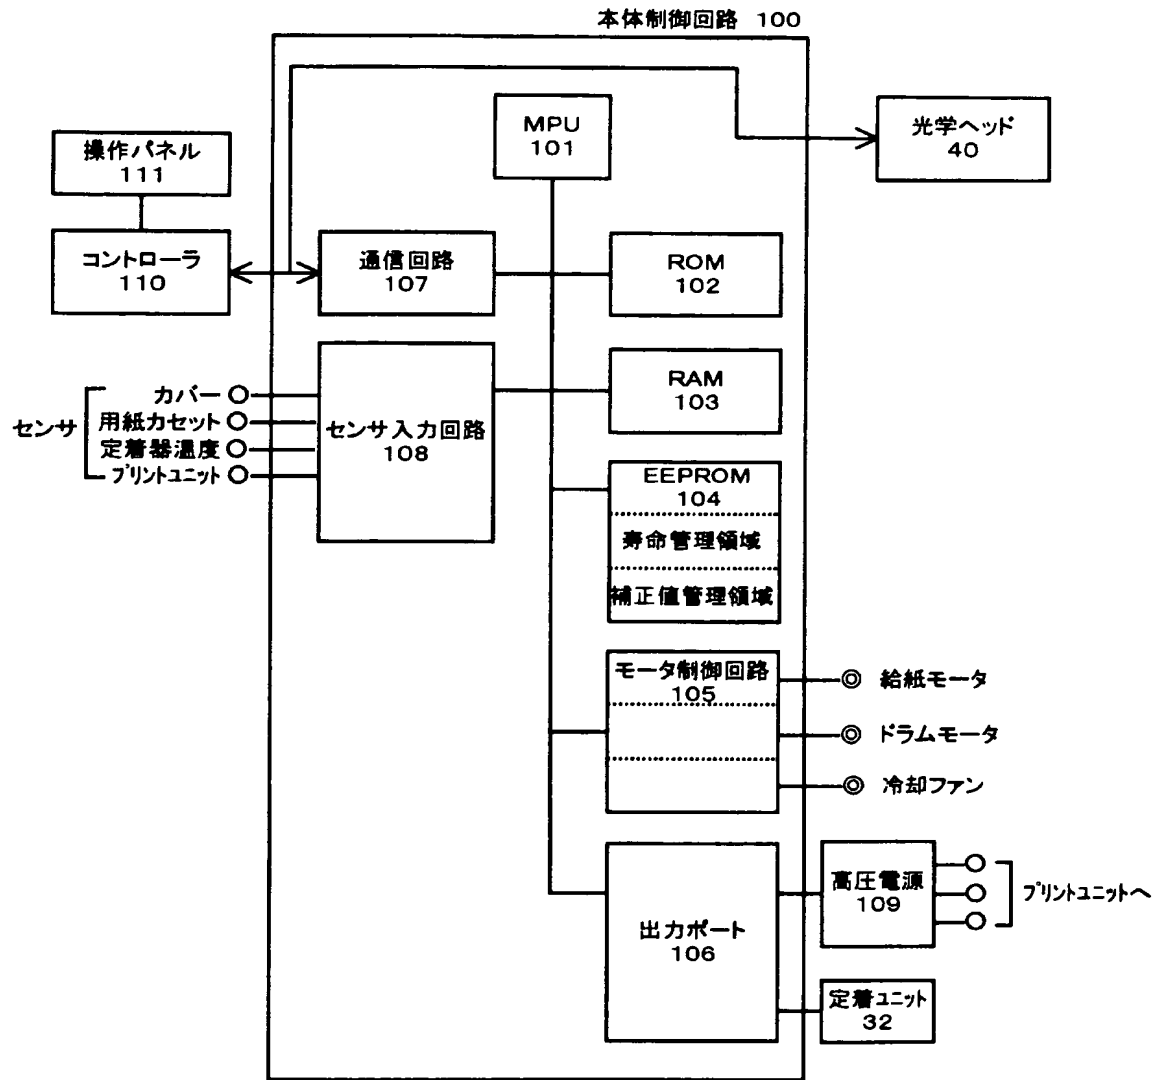 本体制御回路 100
MPU
101
光学ヘッド
40
操作パネル
111
コントローラ
110
通信回路
107
ROM
102
RAM
103
センサ
カバー
用紙カセット
定着器温度
プリントユニット
センサ入力回路
108
EEPROM
104
寿命管理領域
補正値管理領域
モータ制御回路
105
給紙モータ
ドラムモータ
冷却ファン
出力ポート
106
高圧電源
109
プリントユニットへ
定着ユニット
32